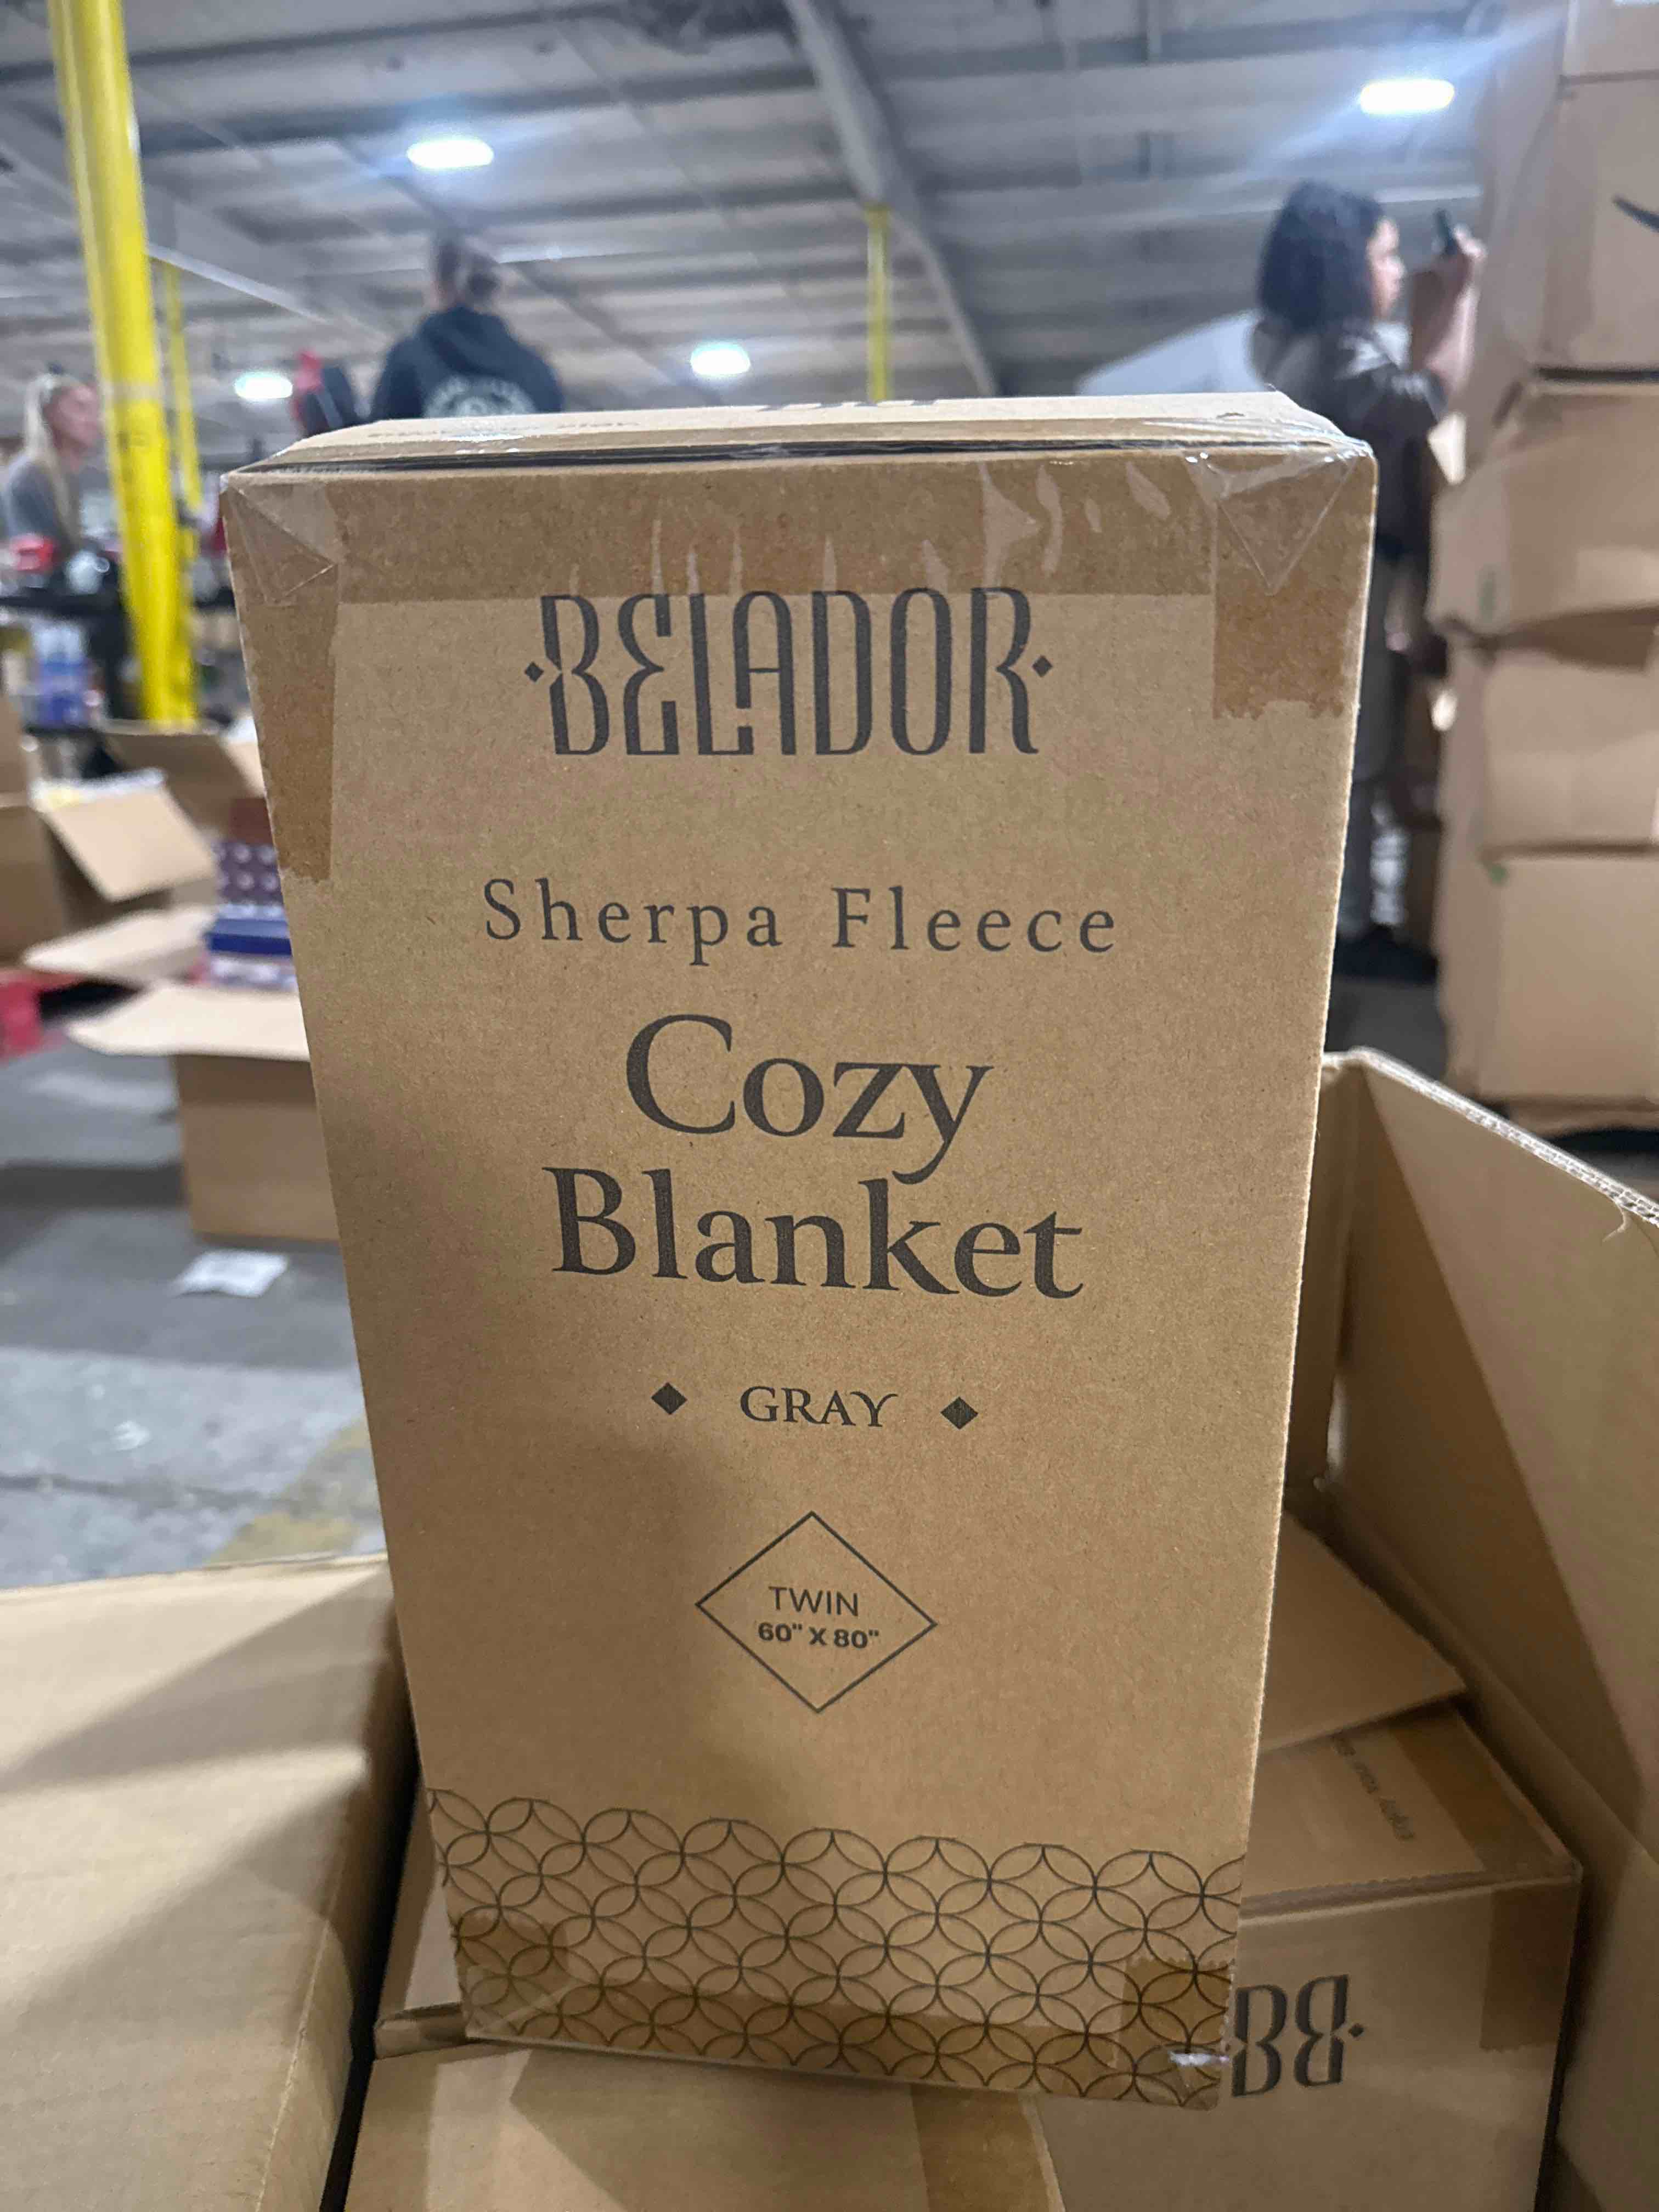 ·BELADOR·
Sherpa Fleece
Cozy
Blanket
◆ GRAY ◆
TWIN
60" X 80"